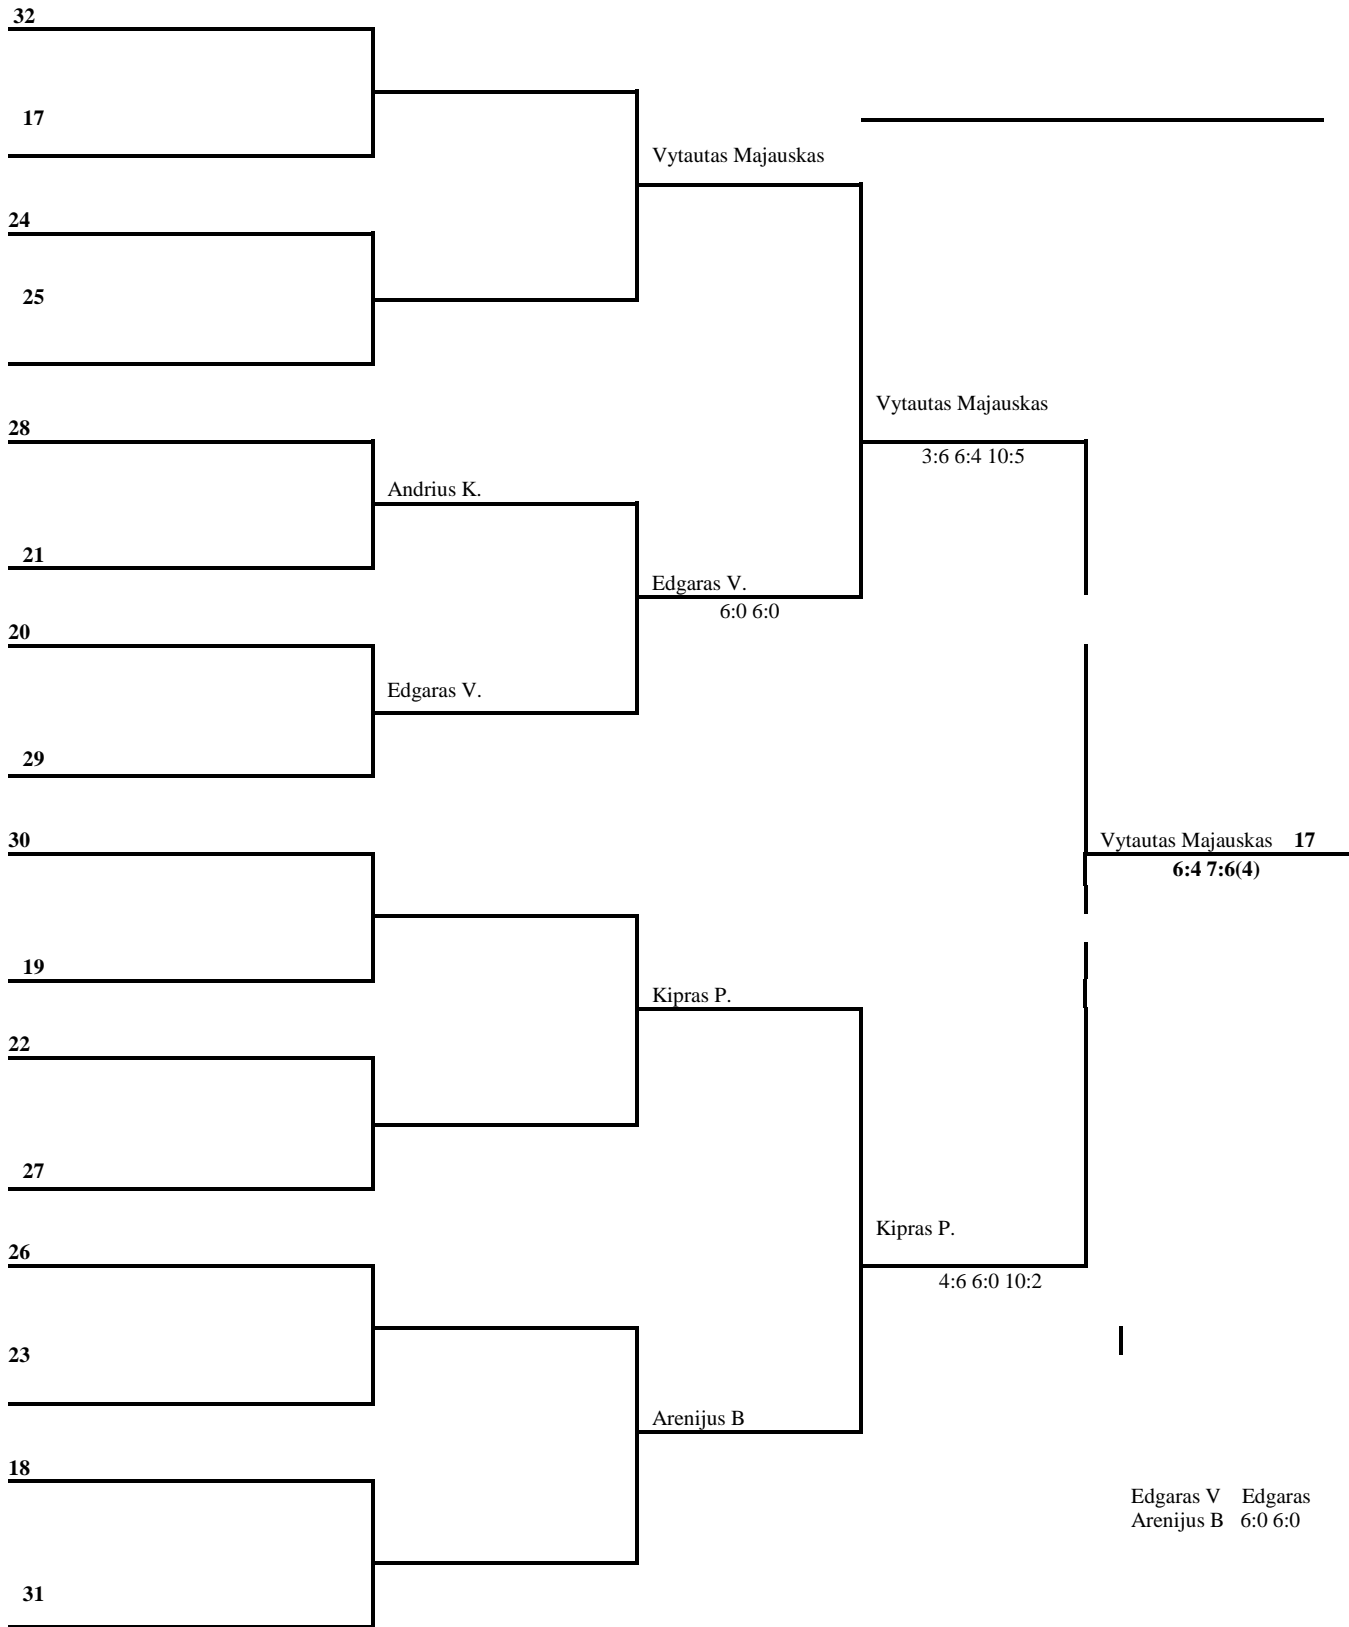 32
17
Vytautas Majauskas
24
25
Vytautas Majauskas
28
3:6 6:4 10:5
Andrius K.
21
Edgaras V.
6:0 6:0
20
Edgaras V.
29
30
Vytautas Majauskas 17
6:4 7:6(4)
19
Kipras P.
22
27
Kipras P.
26
4:6 6:0 10:2
23
Arenijus B
18
Edgaras V Edgaras
Arenijus B 6:0 6:0
31